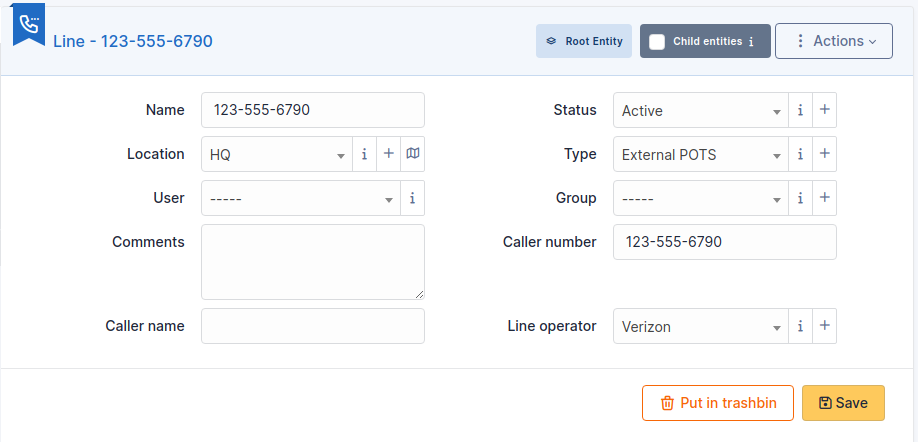 Line - 123-555-6790
Root Entity
Child entities i
Actions
Name 123-555-6790 Status Active i +
Location HQ i + Type External POTS i +
User ----- i Group ----- i +
Comments Caller number 123-555-6790
Caller name Line operator Verizon i +
Put in trashbin
Save